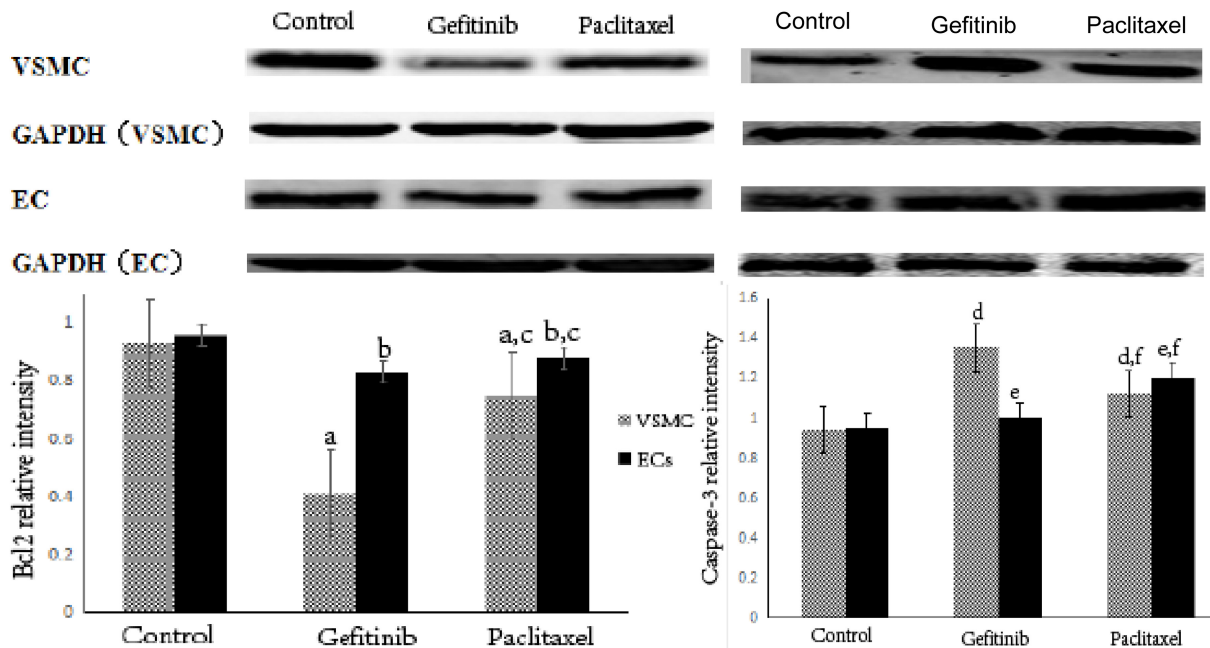 Control Gefitinib Paclitaxel
Control Gefitinib Paclitaxel
VSMC
GAPDH (VSMC)
EC
GAPDH (EC)
Bcl2 relative intensity
1
0.8
0.6
0.4
0.2
0
a
b
a,c
b,c
VSMC
ECs
Control Gefitinib Paclitaxel
Caspase-3 relative intensity
1.6
1.4
1.2
1
0.8
0.6
0.4
0.2
0
d
e
d,f
e,f
Control Gefitinib Paclitaxel